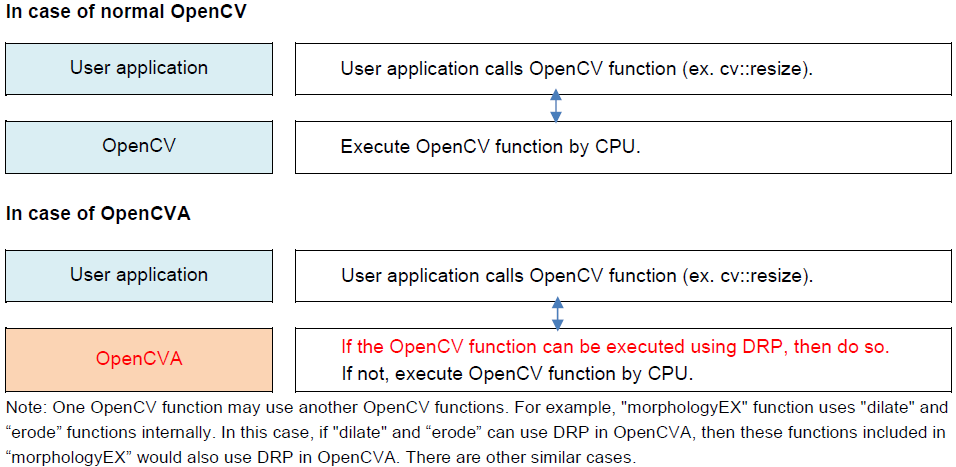 In case of normal OpenCV
User application
User application calls OpenCV function (ex. cv::resize).
OpenCV
Execute OpenCV function by CPU.
In case of OpenCVA
User application
User application calls OpenCV function (ex. cv::resize).
OpenCVA
If the OpenCV function can be executed using DRP, then do so.
If not, execute OpenCV function by CPU.
Note: One OpenCV function may use another OpenCV functions. For example, "morphologyEX" function uses "dilate" and
“erode” functions internally. In this case, if "dilate" and “erode” can use DRP in OpenCVA, then these functions included in
“morphologyEX” would also use DRP in OpenCVA. There are other similar cases.